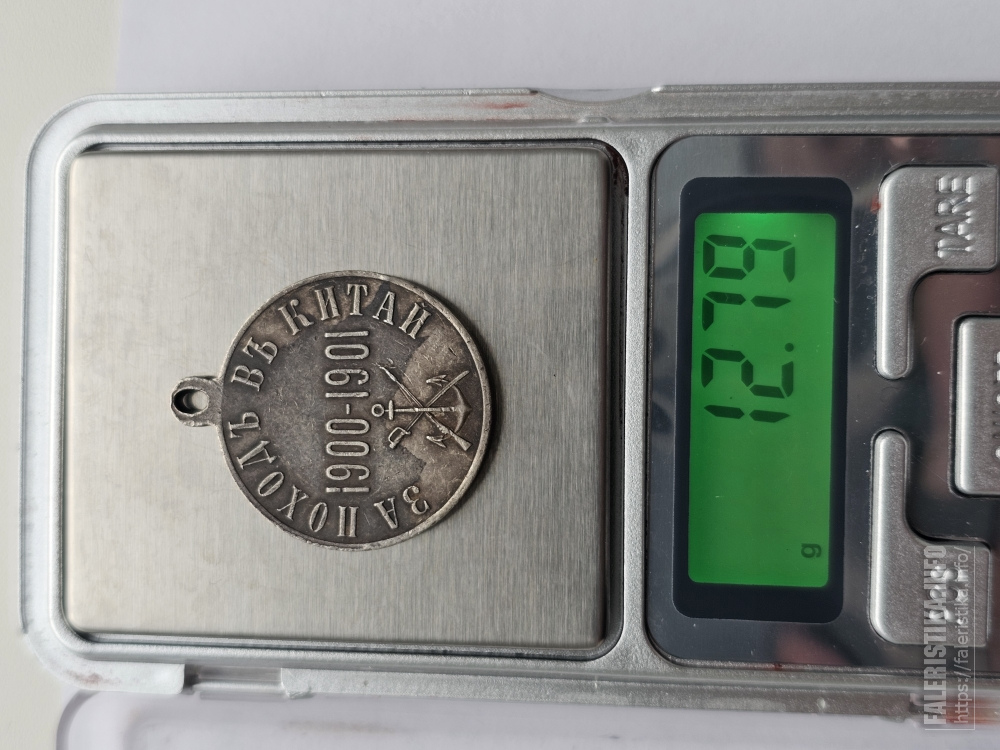 ЗА ПОХОДЪ ВЪ КИТАЙ
1900-1901
12.79
g
TARE
FALERISTIKA.INFO
https://faleristika.info/